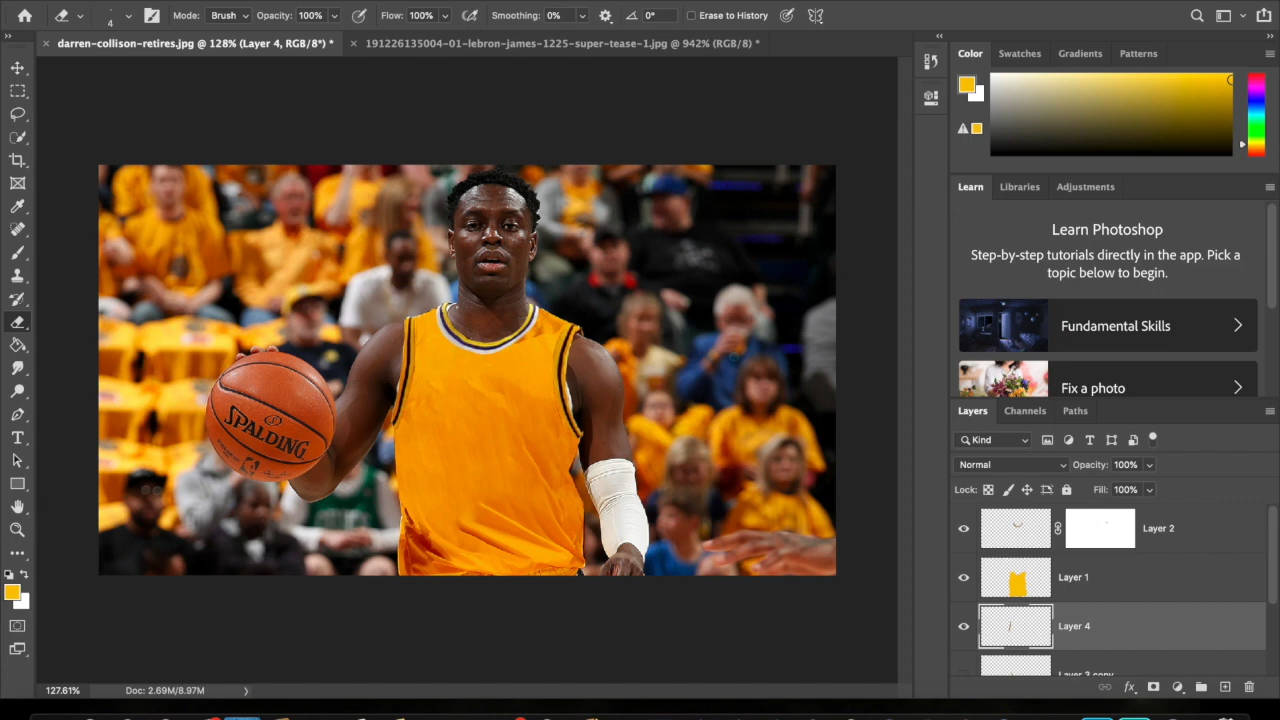 4 Mode: Brush Opacity: 100% Flow: 100% Smoothing: 0% 0° Erase to History
× darren-collison-retires.jpg @ 128% (Layer 4, RGB/8*) * × 191226135004-01-lebron-james-1225-super-tease-1.jpg @ 942% (RGB/8) *
Color Swatches Gradients Patterns
Learn Libraries Adjustments
Learn Photoshop
Step-by-step tutorials directly in the app. Pick a
topic below to begin.
Fundamental Skills
Fix a photo
SPALDING
Layers Channels Paths
Kind
Normal Opacity: 100%
Lock: Fill: 100%
Layer 2
Layer 1
Layer 4
Layer 3 copy
127.61% Doc: 2.69M/8.97M